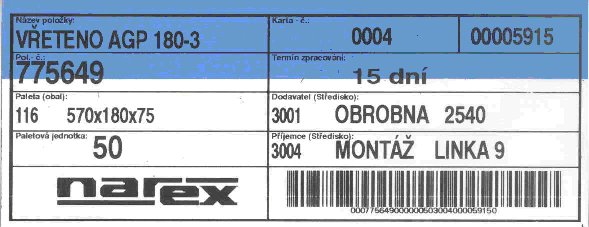 Název položky:
VŘETENO AGP 180-3
Karta - č.:
0004 00005915
Pol.- č.:
775649
Termín zpracování:
15 dní
Paleta (obal):
116 570x180x75
Dodavatel (Středisko):
3001 OBROBNA 2540
Paletová jednotka:
50
Příjemce (Středisko):
3004 MONTÁŽ LINKA 9
narex
00077564900000050304000059150